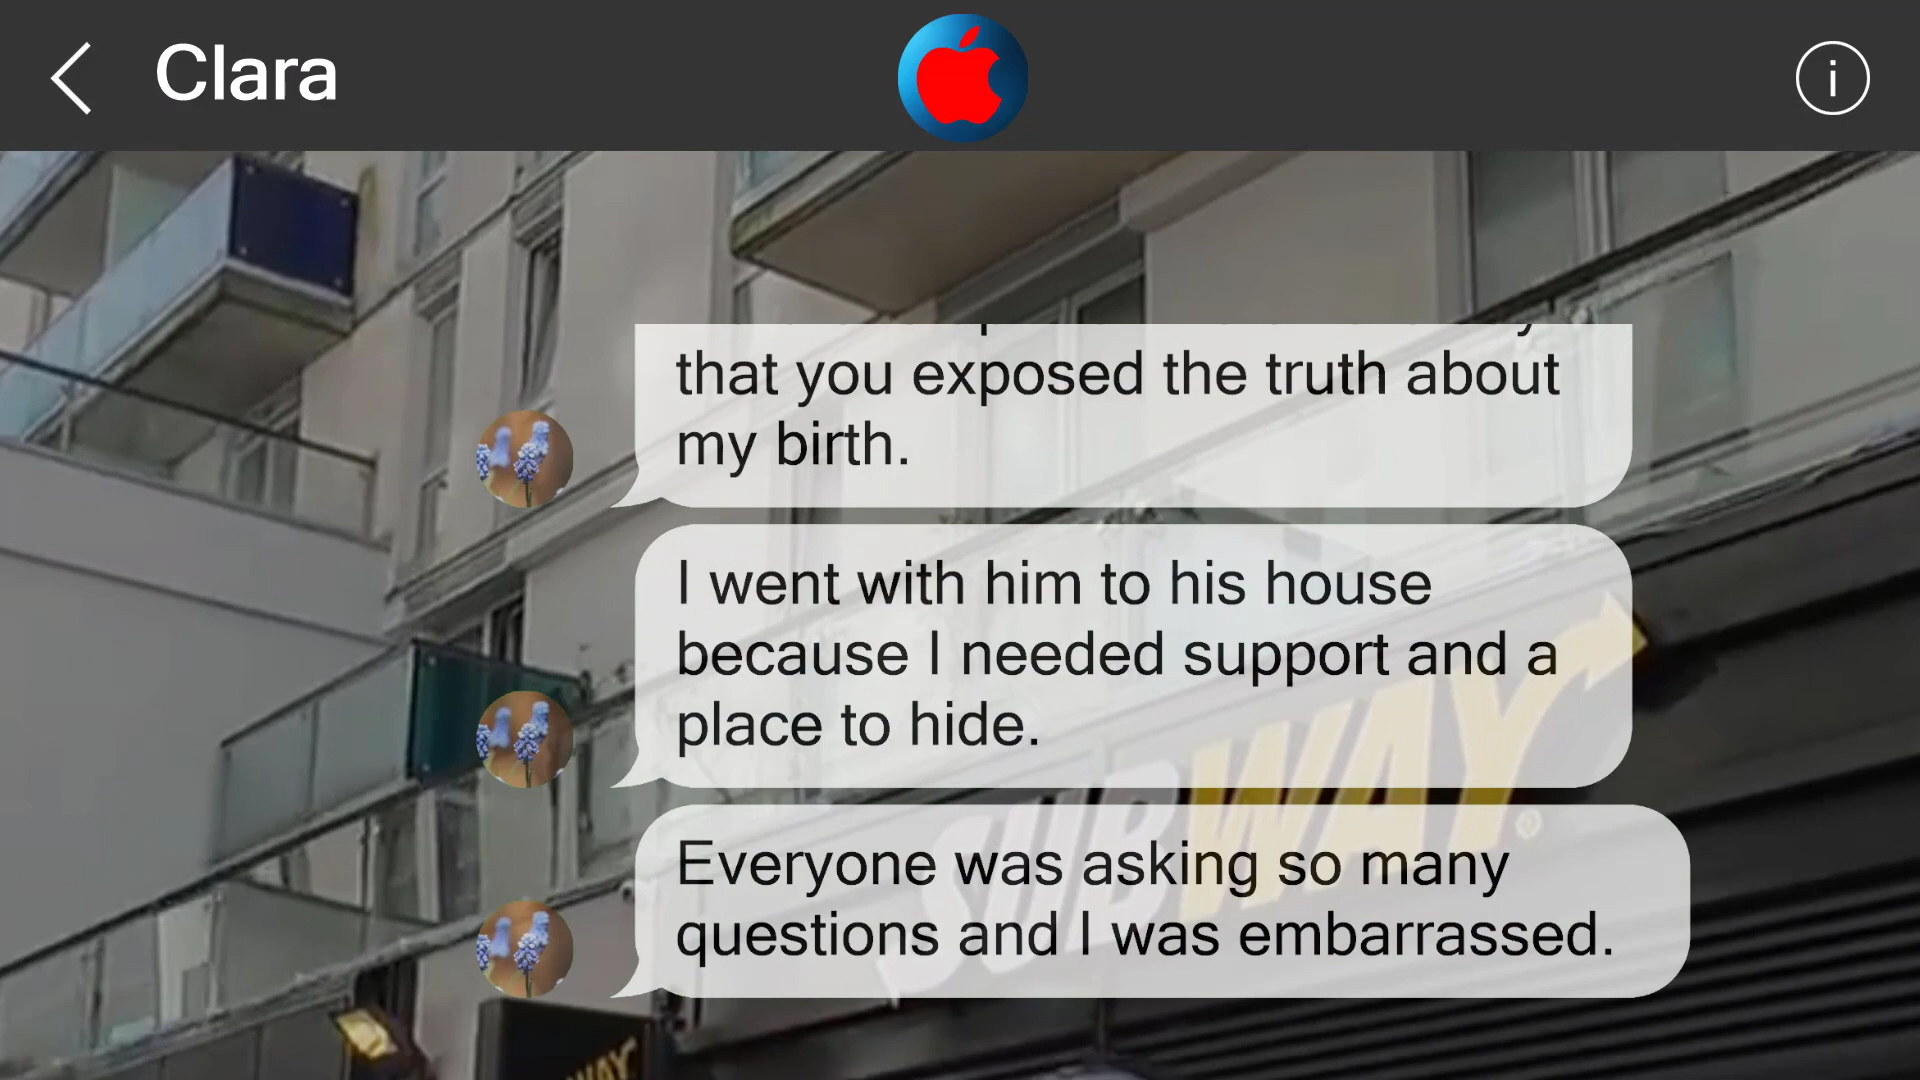 Clara
that you exposed the truth about
my birth.
I went with him to his house
because I needed support and a
place to hide.
Everyone was asking so many
questions and I was embarrassed.
SUBWAY
WAY